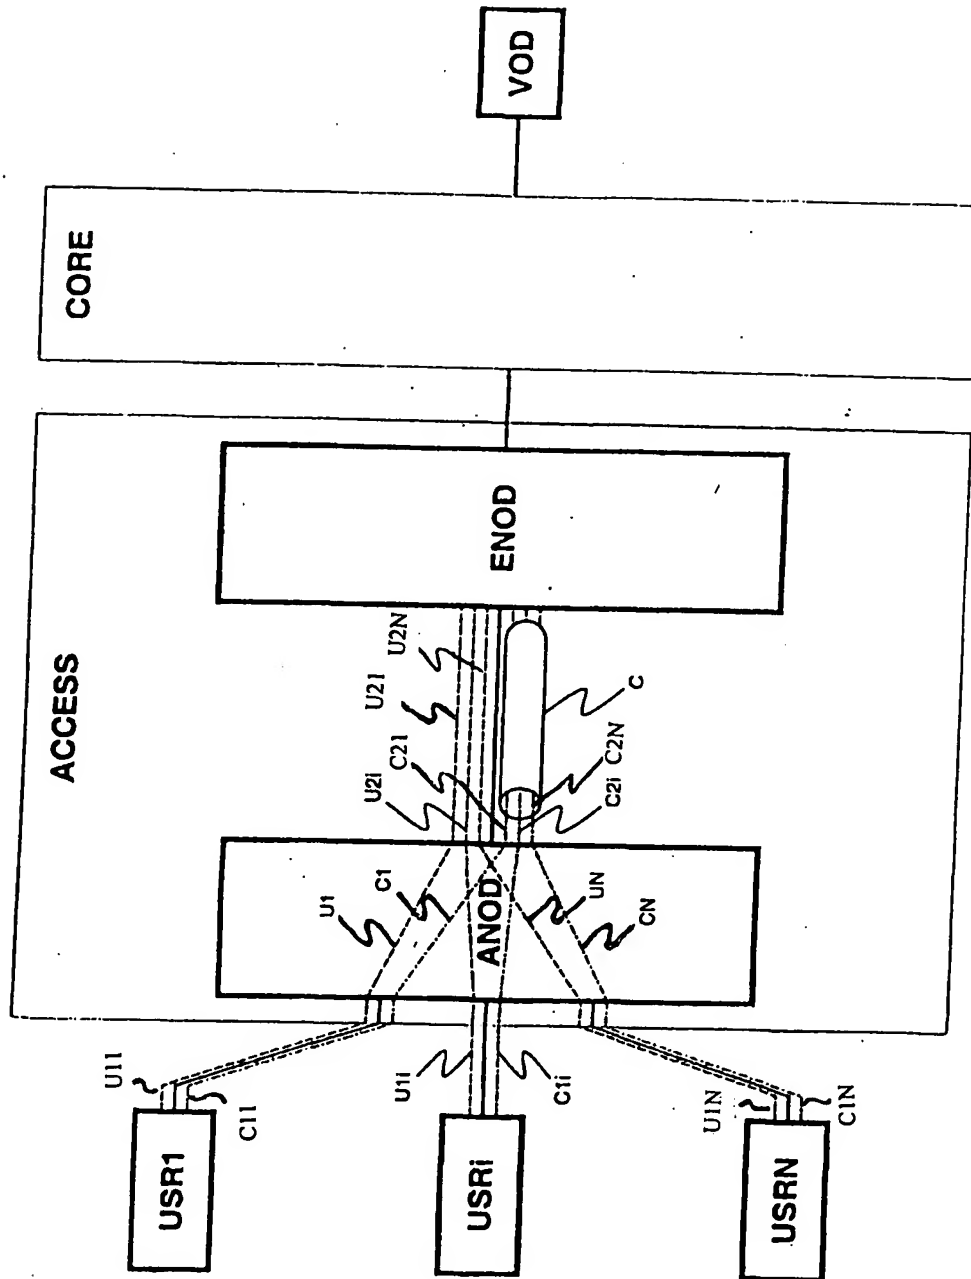 VOD
CORE
ACCESS
ENOD
U2N
U21
C21
U2i
C
C2N
C2i
ANOD
U1
C1
UN
CN
U11
C11
U1i
C1i
U1N
C1N
USR1
USRi
USRN